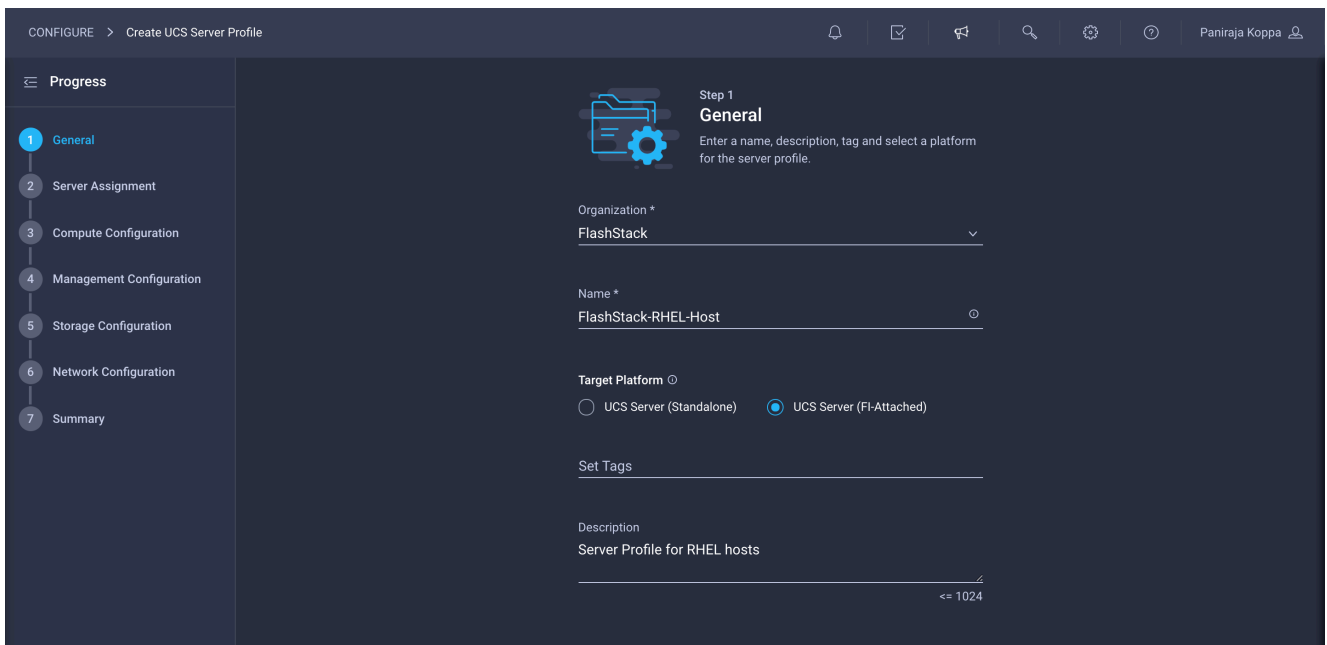 CONFIGURE > Create UCS Server Profile
Paniraja Koppa
Progress
1 General
2 Server Assignment
3 Compute Configuration
4 Management Configuration
5 Storage Configuration
6 Network Configuration
7 Summary
Step 1
General
Enter a name, description, tag and select a platform
for the server profile.
Organization *
FlashStack
Name *
FlashStack-RHEL-Host
Target Platform
UCS Server (Standalone) UCS Server (FI-Attached)
Set Tags
Description
Server Profile for RHEL hosts
<= 1024